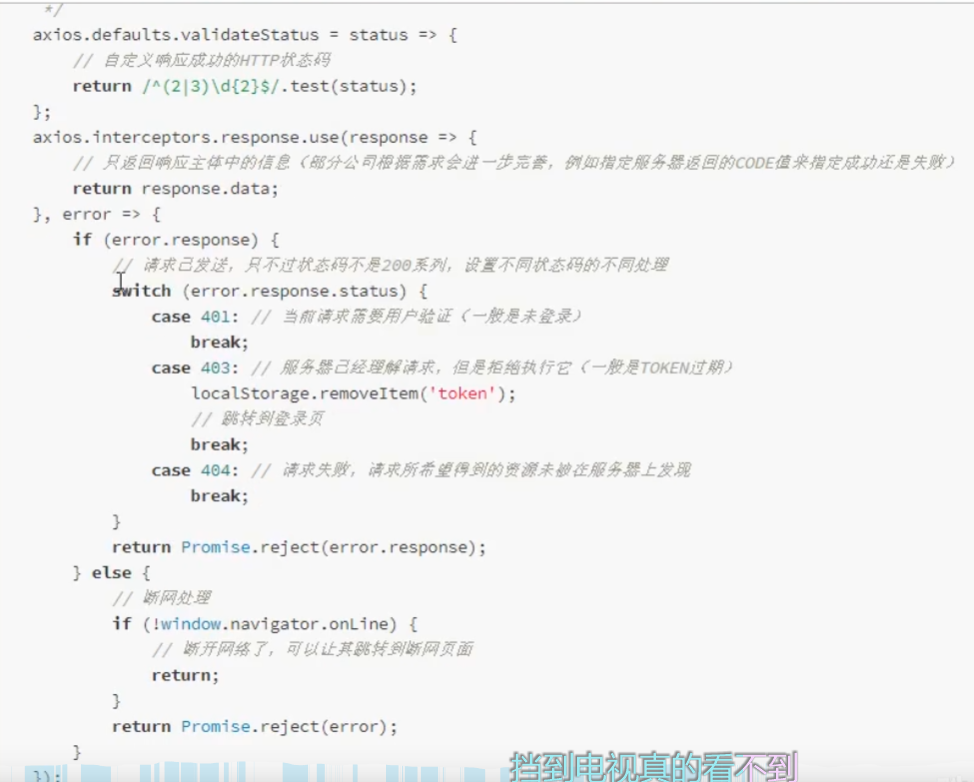 */
axios.defaults.validateStatus = status => {
// 自定义响应成功的HTTP状态码
return /^(2|3)\d{2}$/.test(status);
};
axios.interceptors.response.use(response => {
// 只返回响应主体中的信息（部分公司根据需求会进一步完善，例如指定服务器返回的CODE值来指定成功还是失败）
return response.data;
}, error => {
if (error.response) {
// 请求已发送，只不过状态码不是200系列，设置不同状态码的不同处理
switch (error.response.status) {
case 401: // 当前请求需要用户验证（一般是未登录）
break;
case 403: // 服务器已经理解请求，但是拒绝执行它（一般是TOKEN过期）
localStorage.removeItem('token');
// 跳转到登录页
break;
case 404: // 请求失败，请求所希望得到的资源未被在服务器上发现
break;
}
return Promise.reject(error.response);
} else {
// 断网处理
if (!window.navigator.onLine) {
// 断开网络了，可以让其跳转到断网页面
return;
}
return Promise.reject(error);
}
});
挡到电视真的看不到